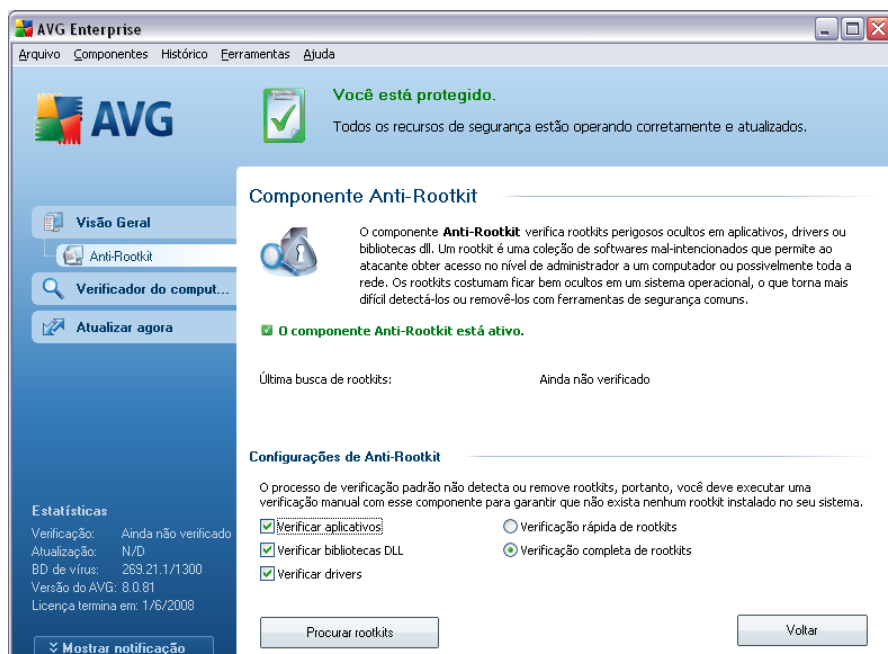 AVG Enterprise
Arquivo Componentes Histórico Ferramentas Ajuda
AVG
Você está protegido.
Todos os recursos de segurança estão operando corretamente e atualizados.
Visão Geral
Anti-Rootkit
Verificador do comput...
Atualizar agora
Componente Anti-Rootkit
O componente Anti-Rootkit verifica rootkits perigosos ocultos em aplicativos, drivers ou
bibliotecas dll. Um rootkit é uma coleção de softwares mal-intencionados que permite ao
atacante obter acesso no nível de administrador a um computador ou possivelmente toda a
rede. Os rootkits costumam ficar bem ocultos em um sistema operacional, o que torna mais
difícil detectá-los ou removê-los com ferramentas de segurança comuns.
O componente Anti-Rootkit está ativo.
Última busca de rootkits: Ainda não verificado
Configurações de Anti-Rootkit
O processo de verificação padrão não detecta ou remove rootkits, portanto, você deve executar uma
verificação manual com esse componente para garantir que não exista nenhum rootkit instalado no seu sistema.
Verificar aplicativos Verificação rápida de rootkits
Verificar bibliotecas DLL Verificação completa de rootkits
Verificar drivers
Procurar rootkits Voltar
Estatísticas
Verificação: Ainda não verificado
Atualização: N/D
BD de vírus: 269.21.1/1300
Versão do AVG: 8.0.81
Licença termina em: 1/6/2008
Mostrar notificação